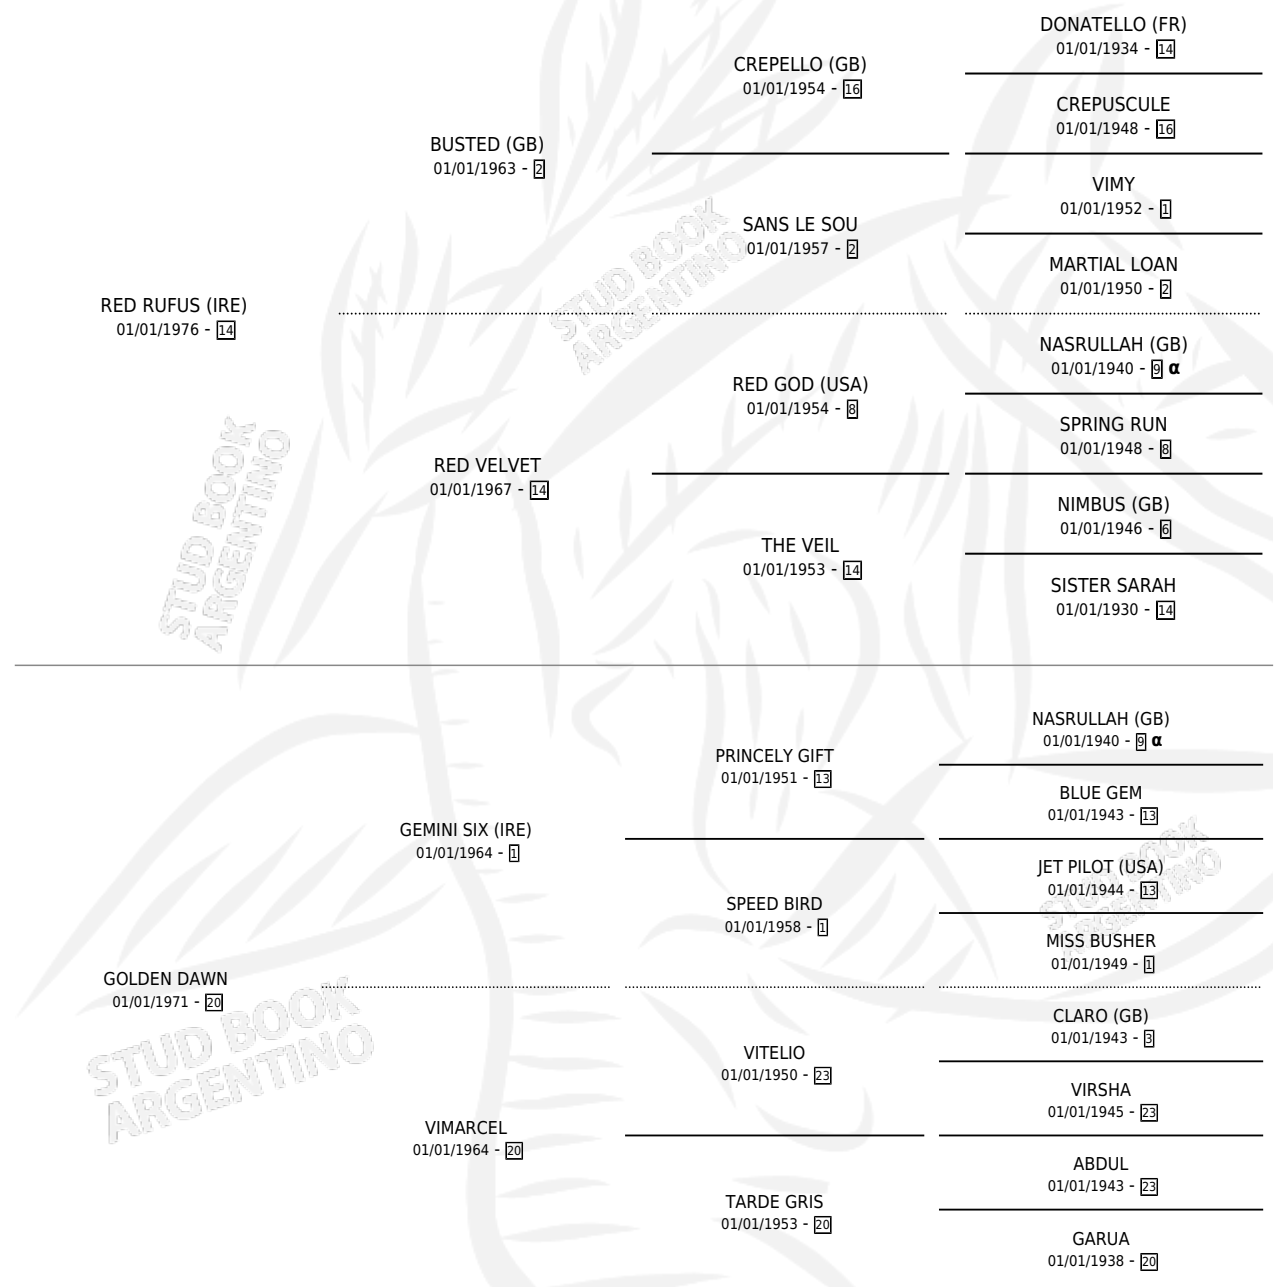 DONATELLO (FR)
01/01/1934 - 14
CREPELLO (GB)
01/01/1954 - 16
CREPUSCULE
01/01/1948 - 16
BUSTED (GB)
01/01/1963 - 2
VIMY
01/01/1952 - 1
SANS LE SOU
01/01/1957 - 2
MARTIAL LOAN
01/01/1950 - 2
RED RUFUS (IRE)
01/01/1976 - 14
NASRULLAH (GB)
01/01/1940 - 9 α
RED GOD (USA)
01/01/1954 - 8
SPRING RUN
01/01/1948 - 8
RED VELVET
01/01/1967 - 14
NIMBUS (GB)
01/01/1946 - 6
THE VEIL
01/01/1953 - 14
SISTER SARAH
01/01/1930 - 14
STUD BOOK
ARGENTINO
STUD BOOK
ARGENTINO
NASRULLAH (GB)
01/01/1940 - 9 α
PRINCELY GIFT
01/01/1951 - 13
BLUE GEM
01/01/1943 - 13
GEMINI SIX (IRE)
01/01/1964 - 1
JET PILOT (USA)
01/01/1944 - 13
SPEED BIRD
01/01/1958 - 1
MISS BUSHER
01/01/1949 - 1
GOLDEN DAWN
01/01/1971 - 20
CLARO (GB)
01/01/1943 - 3
VITELIO
01/01/1950 - 23
VIRSHA
01/01/1945 - 23
VIMARCEL
01/01/1964 - 20
ABDUL
01/01/1943 - 23
TARDE GRIS
01/01/1953 - 20
GARUA
01/01/1938 - 20
STUD BOOK
ARGENTINO
STUD BOOK
ARGENTINO